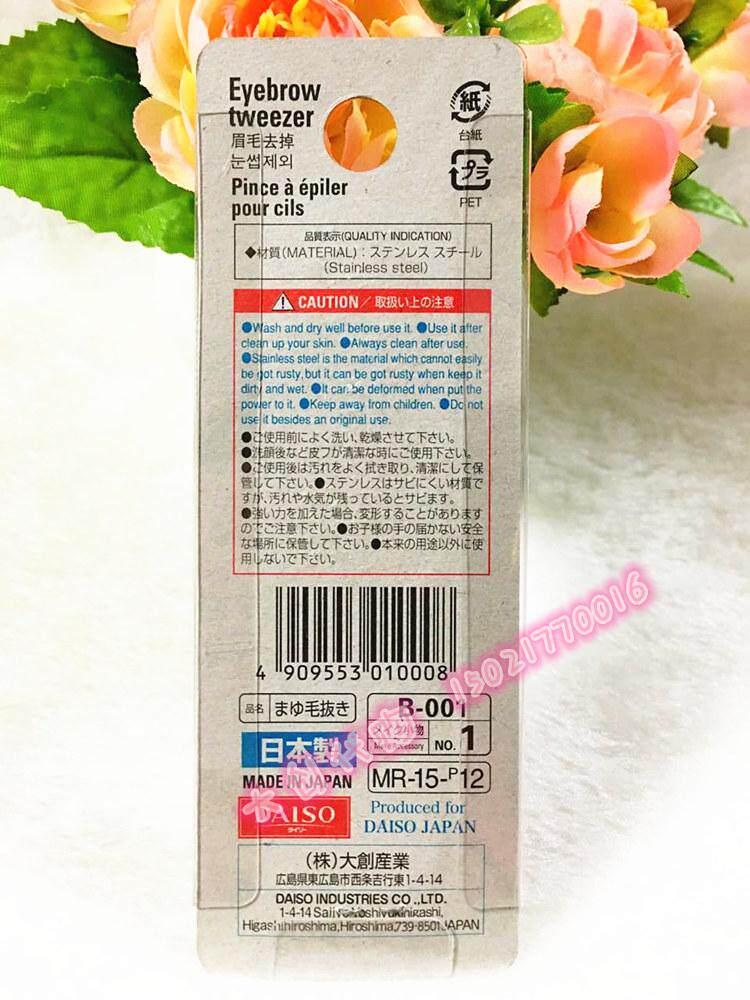 Eyebrow
tweezer
眉毛去掉
눈썹제외
Pince à épiler
pour cils
紙
台紙
プラ
PET
品質表示(QUALITY INDICATION)
◆材質(MATERIAL)：ステンレス スチール
(Stainless steel)
CAUTION／取扱い上の注意
●Wash and dry well before use it. ●Use it after
clean up your skin. ●Always clean after use.
●Stainless steel is the material which cannot easily
be got rusty, but it can be got rusty when keep it
dirty and wet. ●It can be deformed when put the
power to it. ●Keep away from children. ●Do not
use it besides an original use.
●ご使用前によく洗い、乾燥させて下さい。
●洗顔後など皮フが清潔な時にご使用下さい。
●ご使用後は汚れをよく拭き取り、清潔にして保
管して下さい。●ステンレスはサビにくい材質で
すが、汚れや水気が残っているとサビます。
●強い力を加えた場合、変形することがあります
のでご注意下さい。●お子様の手の届かない安全
な場所に保管して下さい。●本来の用途以外に使
用しないで下さい。
4 909553 010008
品名 まゆ毛抜き
B-001
メイク小物
Make Accessory
NO. 1
日本製
MADE IN JAPAN
MR-15-P12
DAISO
ダイソー
Produced for
DAISO JAPAN
15021770016
(株)大創産業
広島県東広島市西条吉行東1-4-14
DAISO INDUSTRIES CO.,LTD.
1-4-14 Saijyoyoshiyukihigashi,
Higashihiroshima,Hiroshima,739-8501JAPAN